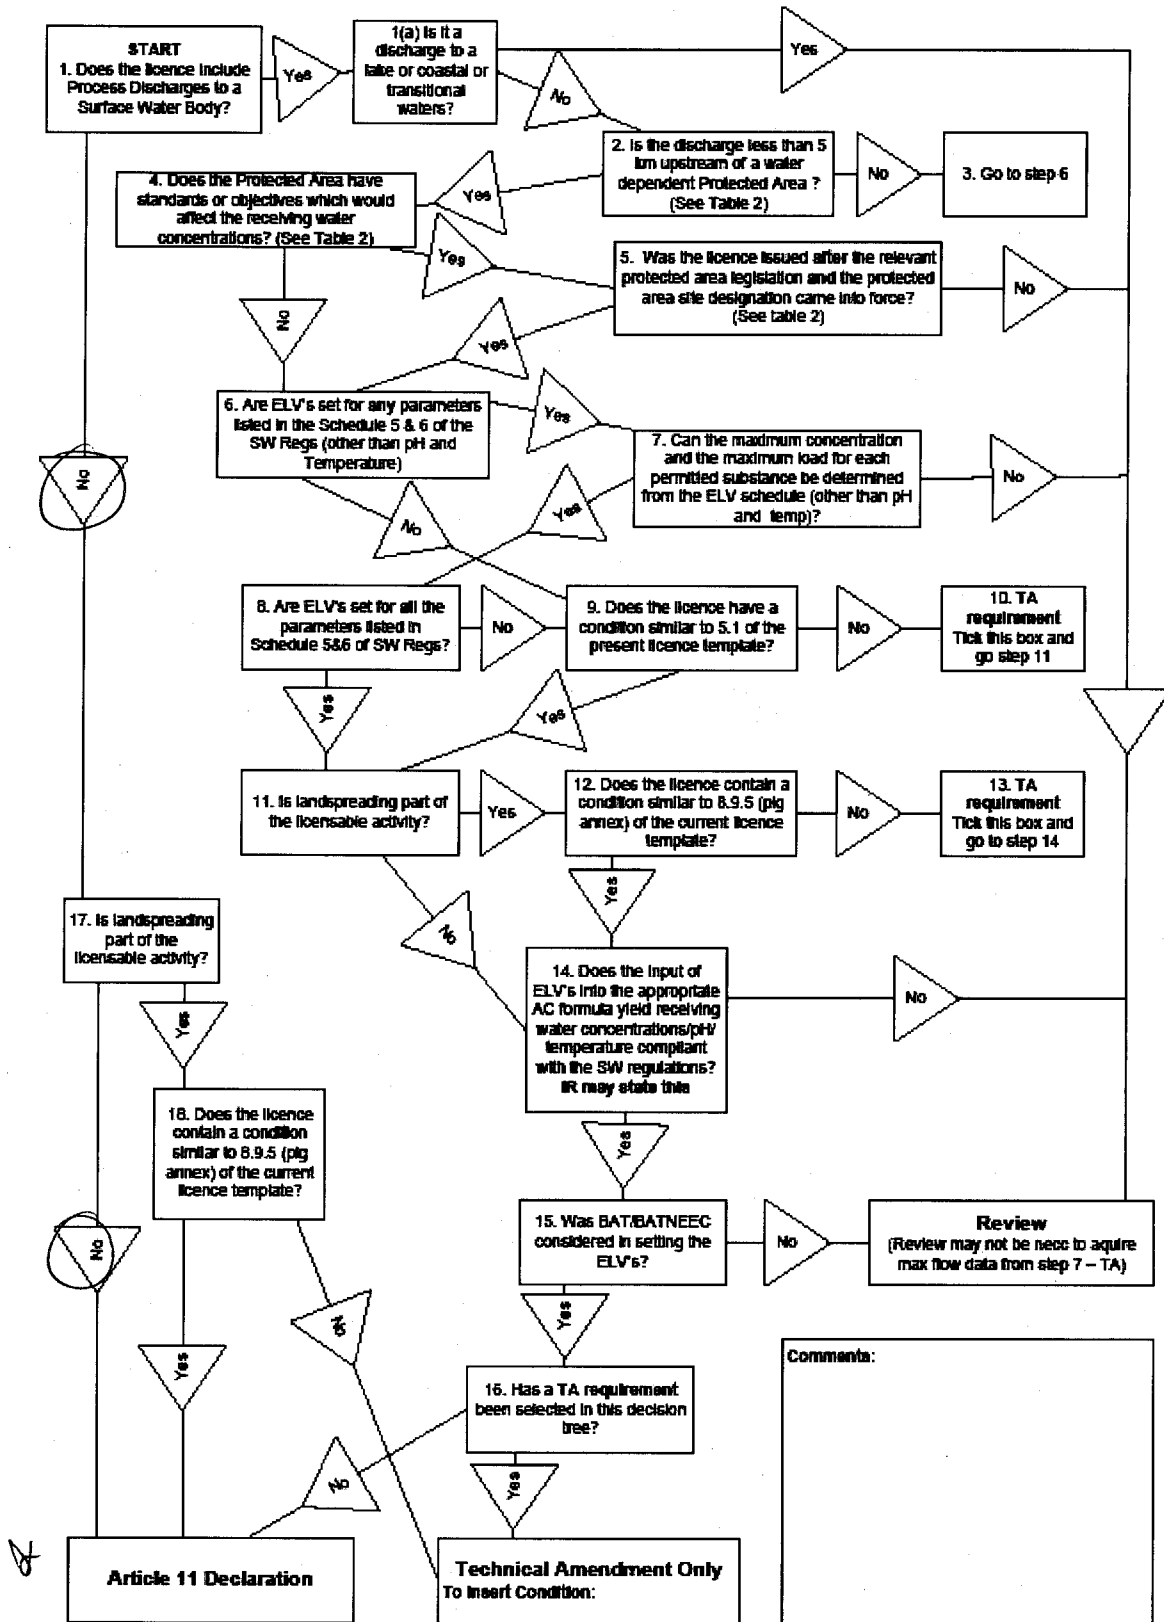 START
1. Does the licence include
Process Discharges to a
Surface Water Body?
Yes
1(a) Is it a
discharge to a
lake or coastal or
transitional
waters?
Yes
No
2. Is the discharge less than 5
km upstream of a water
dependent Protected Area ?
(See Table 2)
No
3. Go to step 6
Yes
4. Does the Protected Area have
standards or objectives which would
affect the receiving water
concentrations? (See Table 2)
Yes
No
5. Was the licence issued after the relevant
protected area legislation and the protected
area site designation came into force?
(See table 2)
No
Yes
6. Are ELV's set for any parameters
listed in the Schedule 5 & 6 of the
SW Regs (other than pH and
Temperature)
Yes
No
7. Can the maximum concentration
and the maximum load for each
permitted substance be determined
from the ELV schedule (other than pH
and temp)?
No
Yes
No
8. Are ELV's set for all the
parameters listed in
Schedule 5&6 of SW Regs?
No
9. Does the licence have a
condition similar to 5.1 of the
present licence template?
No
10. TA
requirement
Tick this box and
go step 11
Yes
Yes
11. Is landspreading part of
the licensable activity?
Yes
12. Does the licence contain a
condition similar to 8.9.5 (pig
annex) of the current licence
template?
No
13. TA
requirement
Tick this box and
go to step 14
Yes
No
17. Is landspreading
part of the
licensable activity?
Yes
14. Does the input of
ELV's into the appropriate
AC formula yield receiving
water concentrations/pH/
temperature compliant
with the SW regulations?
IR may state this
No
Yes
18. Does the licence
contain a condition
similar to 8.9.5 (pig
annex) of the current
licence template?
No
15. Was BAT/BATNEEC
considered in setting the
ELV's?
No
Review
(Review may not be necc to aquire
max flow data from step 7 – TA)
Yes
No
Yes
16. Has a TA requirement
been selected in this decision
tree?
No
Yes
Comments:
Article 11 Declaration
Technical Amendment Only
To Insert Condition: